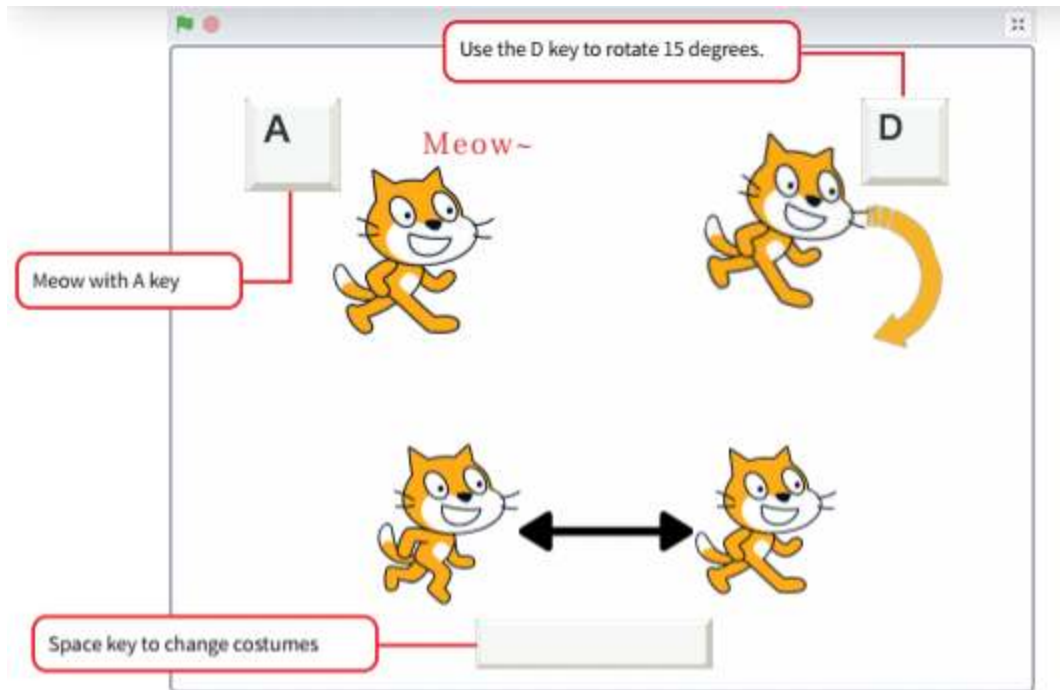 Use the D key to rotate 15 degrees.
A
D
Meow~
Meow with A key
Space key to change costumes